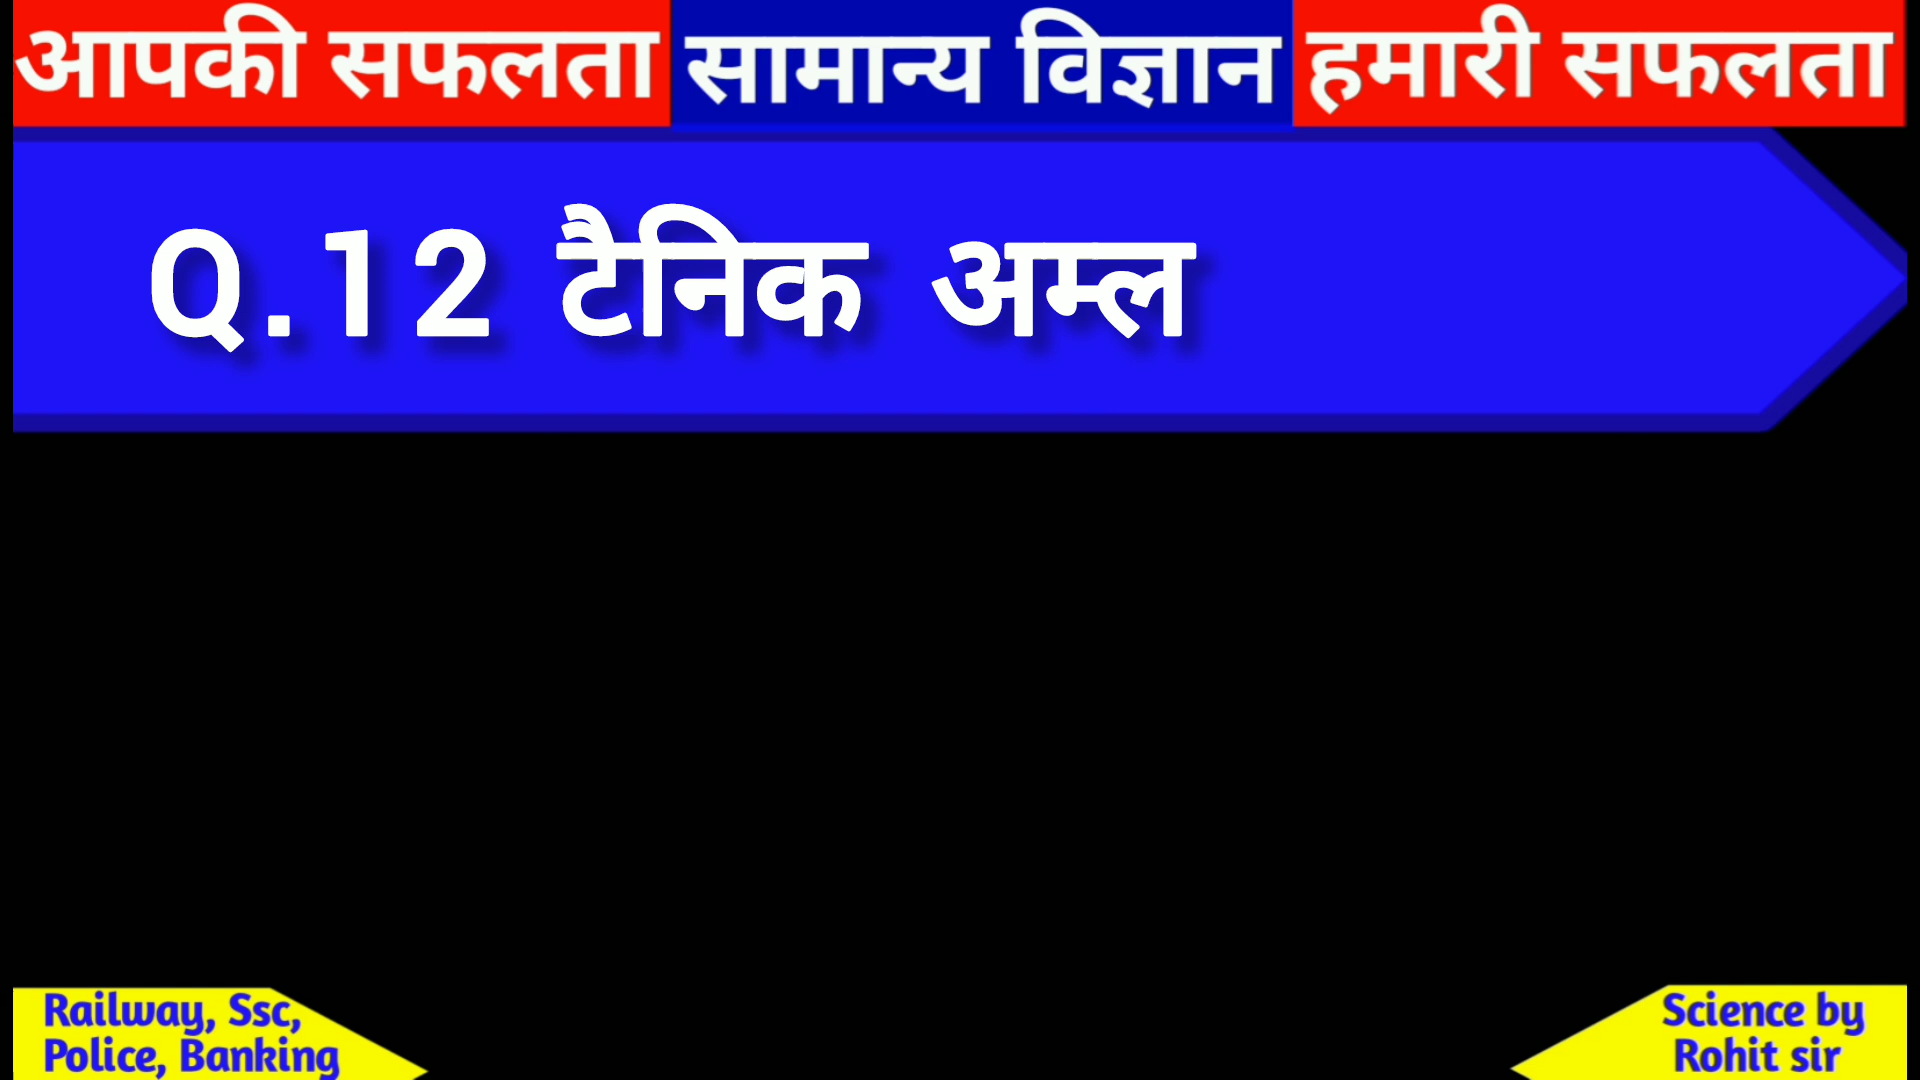 आपकी सफलता सामान्य विज्ञान हमारी सफलता
Q.12 टैनिक अम्ल
Railway, Ssc,
Police, Banking
Science by
Rohit sir